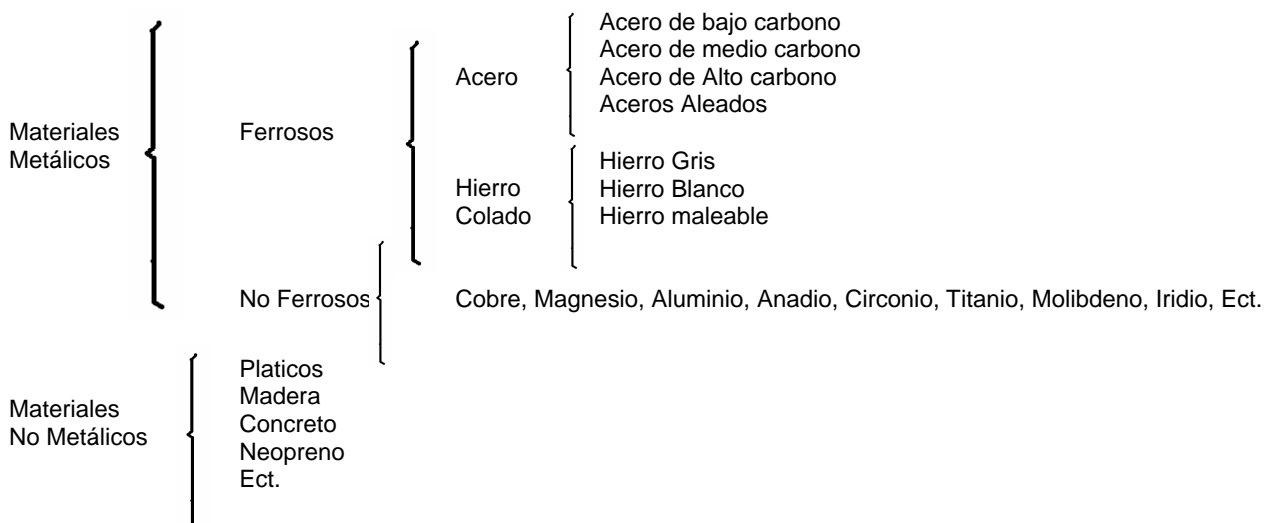 Materiales
Metálicos
Ferrosos
Acero
Acero de bajo carbono
Acero de medio carbono
Acero de Alto carbono
Aceros Aleados
Hierro
Colado
Hierro Gris
Hierro Blanco
Hierro maleable
No Ferrosos
Cobre, Magnesio, Aluminio, Anadio, Circonio, Titanio, Molibdeno, Iridio, Ect.
Materiales
No Metálicos
Platicos
Madera
Concreto
Neopreno
Ect.